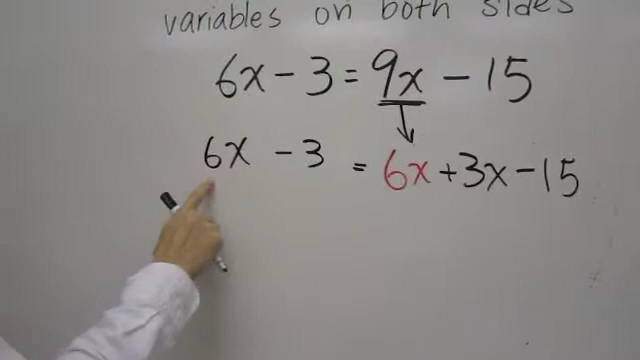 variables on both sides
6x - 3 = 9x - 15
6x - 3 = 6x + 3x - 15